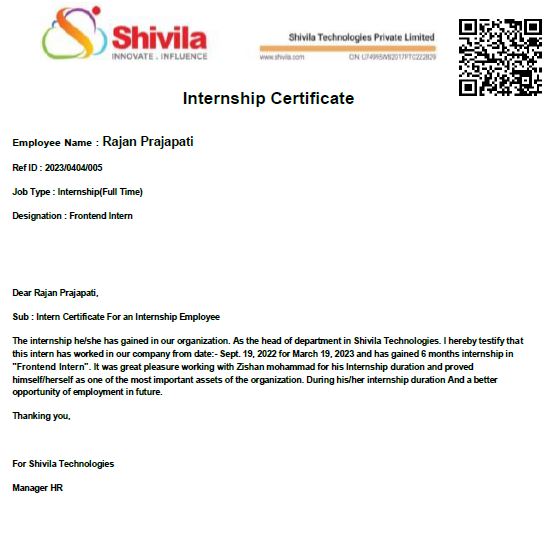 Shivila
INNOVATE . INFLUENCE
Shivila Technologies Private Limited
www.shivila.com
Internship Certificate
Employee Name : Rajan Prajapati
Ref ID : 2023/0404/005
Job Type : Internship(Full Time)
Designation : Frontend Intern
Dear Rajan Prajapati,
Sub : Intern Certificate For an Internship Employee
The internship he/she has gained in our organization. As the head of department in Shivila Technologies. I hereby testify that
this intern has worked in our company from date:- Sept. 19, 2022 for March 19, 2023 and has gained 6 months internship in
"Frontend Intern". It was great pleasure working with Zishan mohammad for his Internship duration and proved
himself/herself as one of the most important assets of the organization. During his/her internship duration And a better
opportunity of employment in future.
Thanking you,
For Shivila Technologies
Manager HR